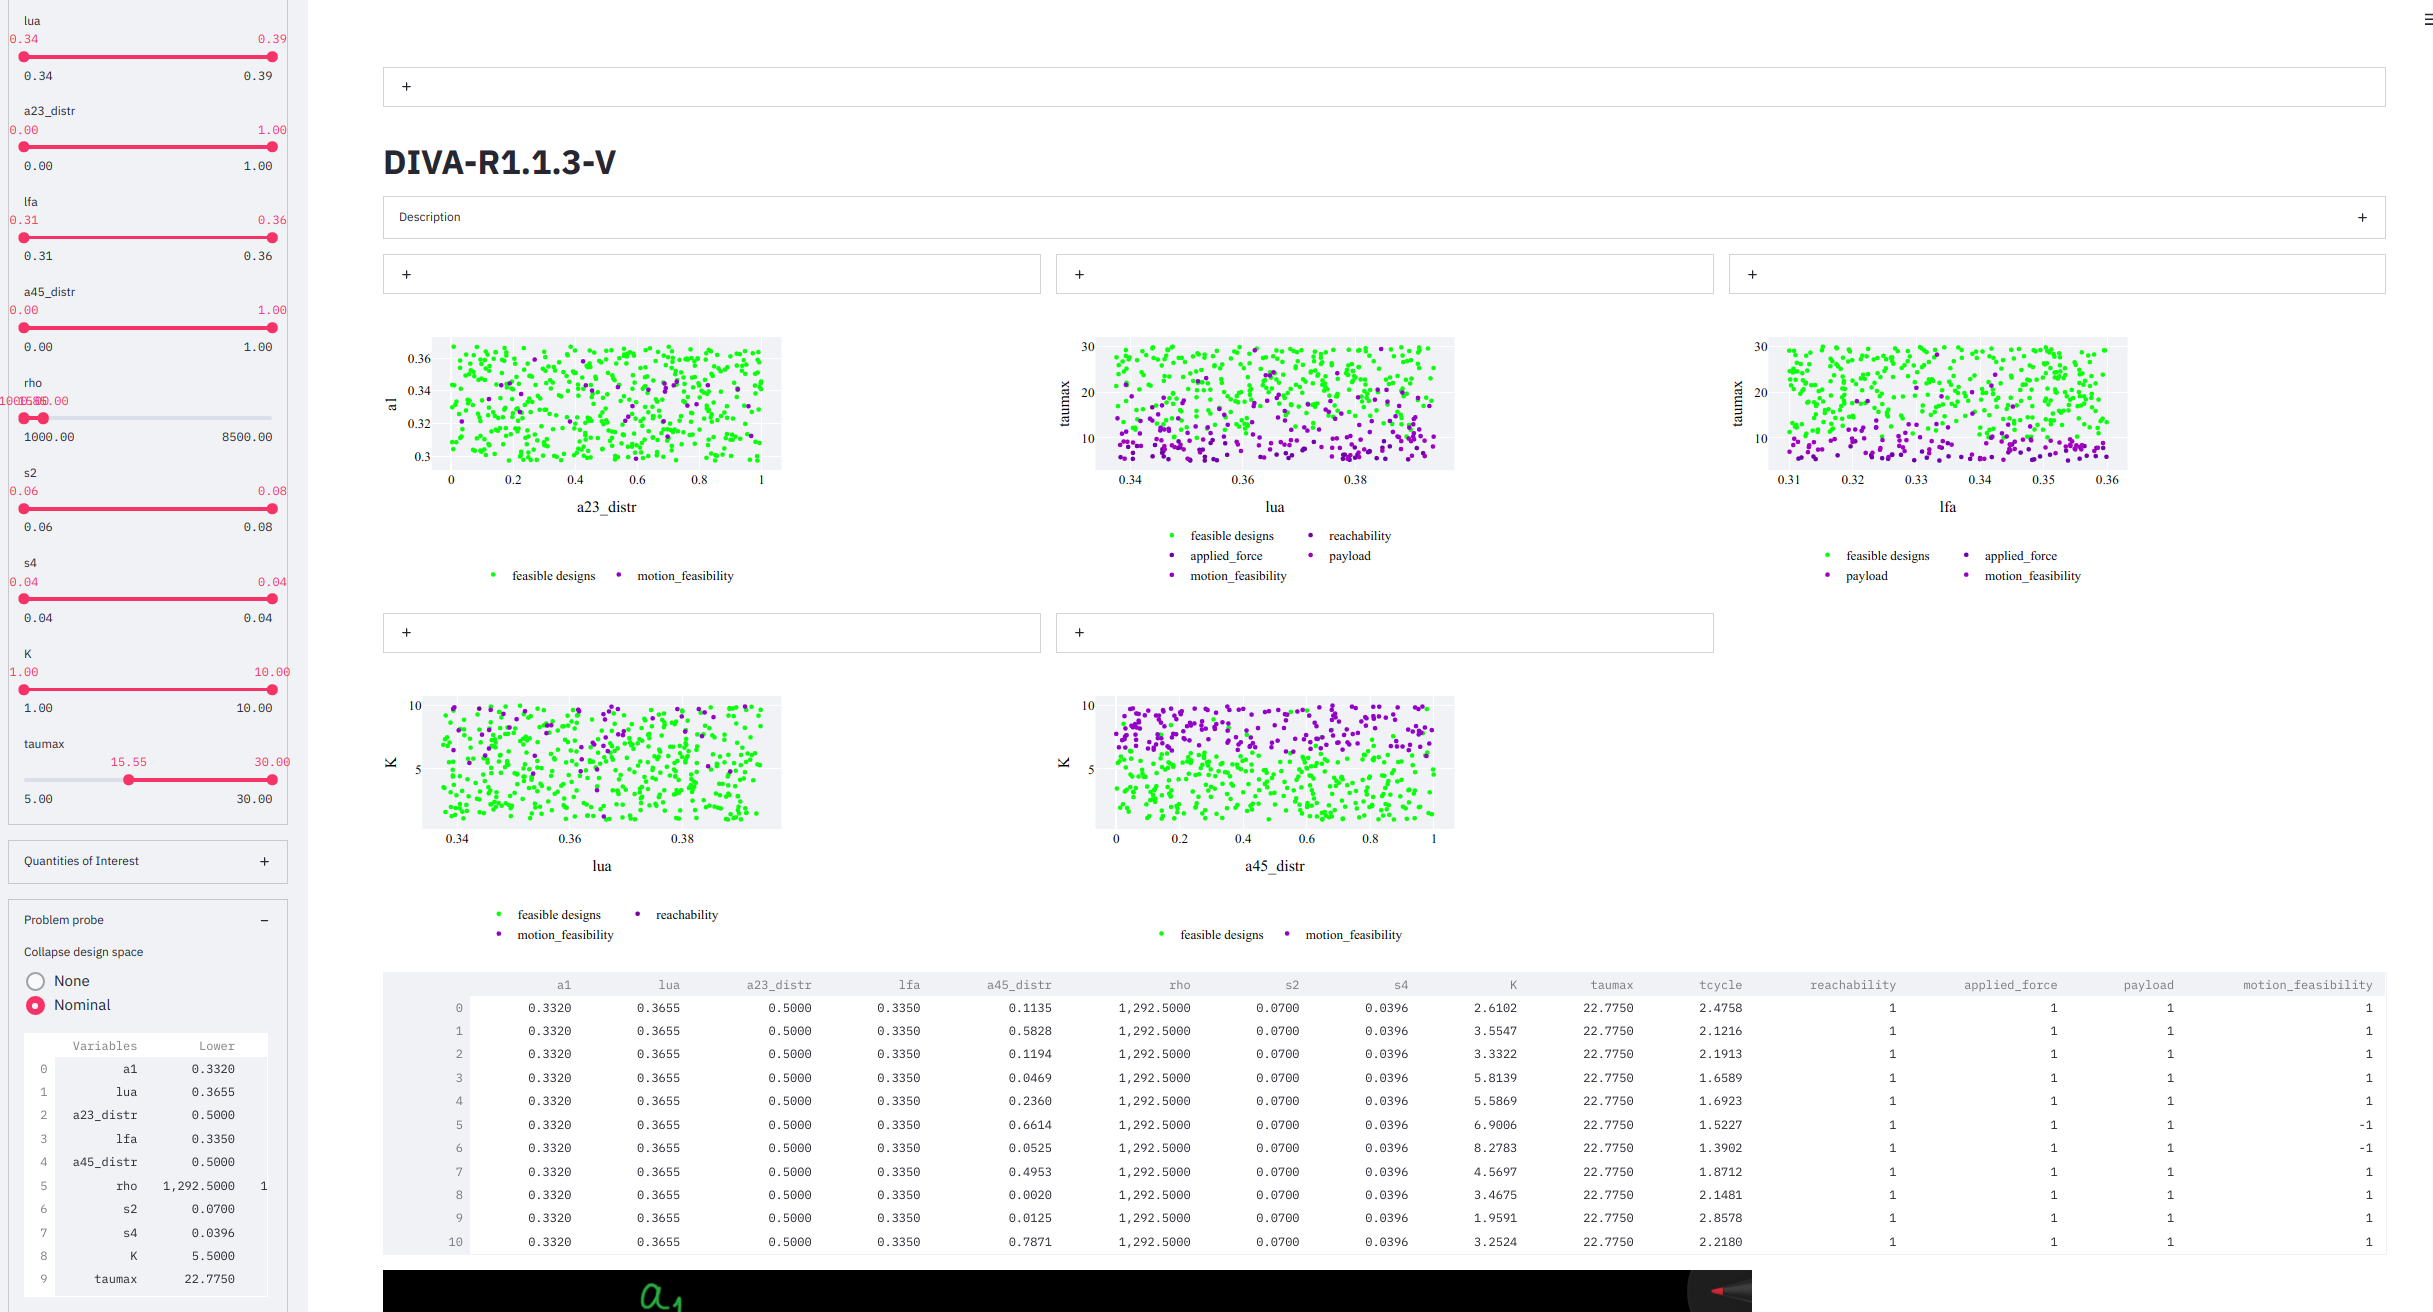 lua
0.34 0.39
0.34 0.39
a23_distr
0.00 1.00
0.00 1.00
lfa
0.31 0.36
0.31 0.36
a45_distr
0.00 1.00
0.00 1.00
rho
1000.00 8500.00
s2
0.06 0.08
0.06 0.08
s4
0.04 0.04
0.04 0.04
K
1.00 10.00
1.00 10.00
taumax
15.55 30.00
5.00 30.00
Quantities of Interest +
Problem probe −
Collapse design space
None
Nominal
Variables Lower
0 a1 0.3320
1 lua 0.3655
2 a23_distr 0.5000
3 lfa 0.3350
4 a45_distr 0.5000
5 rho 1,292.5000 1
6 s2 0.0700
7 s4 0.0396
8 K 5.5000
9 taumax 22.7750
+
DIVA-R1.1.3-V
Description +
+ + +
a1
0.36
0.34
0.32
0.3
0 0.2 0.4 0.6 0.8 1
a23_distr
feasible designs motion_feasibility
taumax
30
20
10
0.34 0.36 0.38
lua
feasible designs reachability
applied_force payload
motion_feasibility
taumax
30
20
10
0.31 0.32 0.33 0.34 0.35 0.36
lfa
feasible designs applied_force
payload motion_feasibility
+ +
K
10
5
0.34 0.36 0.38
lua
feasible designs reachability
motion_feasibility
K
10
5
0 0.2 0.4 0.6 0.8 1
a45_distr
feasible designs motion_feasibility
a1 lua a23_distr lfa a45_distr rho s2 s4 K taumax tcycle reachability applied_force payload motion_feasibility
0 0.3320 0.3655 0.5000 0.3350 0.1135 1,292.5000 0.0700 0.0396 2.6102 22.7750 2.4758 1 1 1 1
1 0.3320 0.3655 0.5000 0.3350 0.5828 1,292.5000 0.0700 0.0396 3.5547 22.7750 2.1216 1 1 1 1
2 0.3320 0.3655 0.5000 0.3350 0.1194 1,292.5000 0.0700 0.0396 3.3322 22.7750 2.1913 1 1 1 1
3 0.3320 0.3655 0.5000 0.3350 0.0469 1,292.5000 0.0700 0.0396 5.8139 22.7750 1.6589 1 1 1 1
4 0.3320 0.3655 0.5000 0.3350 0.2360 1,292.5000 0.0700 0.0396 5.5869 22.7750 1.6923 1 1 1 1
5 0.3320 0.3655 0.5000 0.3350 0.6614 1,292.5000 0.0700 0.0396 6.9006 22.7750 1.5227 1 1 1 -1
6 0.3320 0.3655 0.5000 0.3350 0.0525 1,292.5000 0.0700 0.0396 8.2783 22.7750 1.3902 1 1 1 -1
7 0.3320 0.3655 0.5000 0.3350 0.4953 1,292.5000 0.0700 0.0396 4.5697 22.7750 1.8712 1 1 1 1
8 0.3320 0.3655 0.5000 0.3350 0.0020 1,292.5000 0.0700 0.0396 3.4675 22.7750 2.1481 1 1 1 1
9 0.3320 0.3655 0.5000 0.3350 0.0125 1,292.5000 0.0700 0.0396 1.9591 22.7750 2.8578 1 1 1 1
10 0.3320 0.3655 0.5000 0.3350 0.7871 1,292.5000 0.0700 0.0396 3.2524 22.7750 2.2180 1 1 1 1
a1